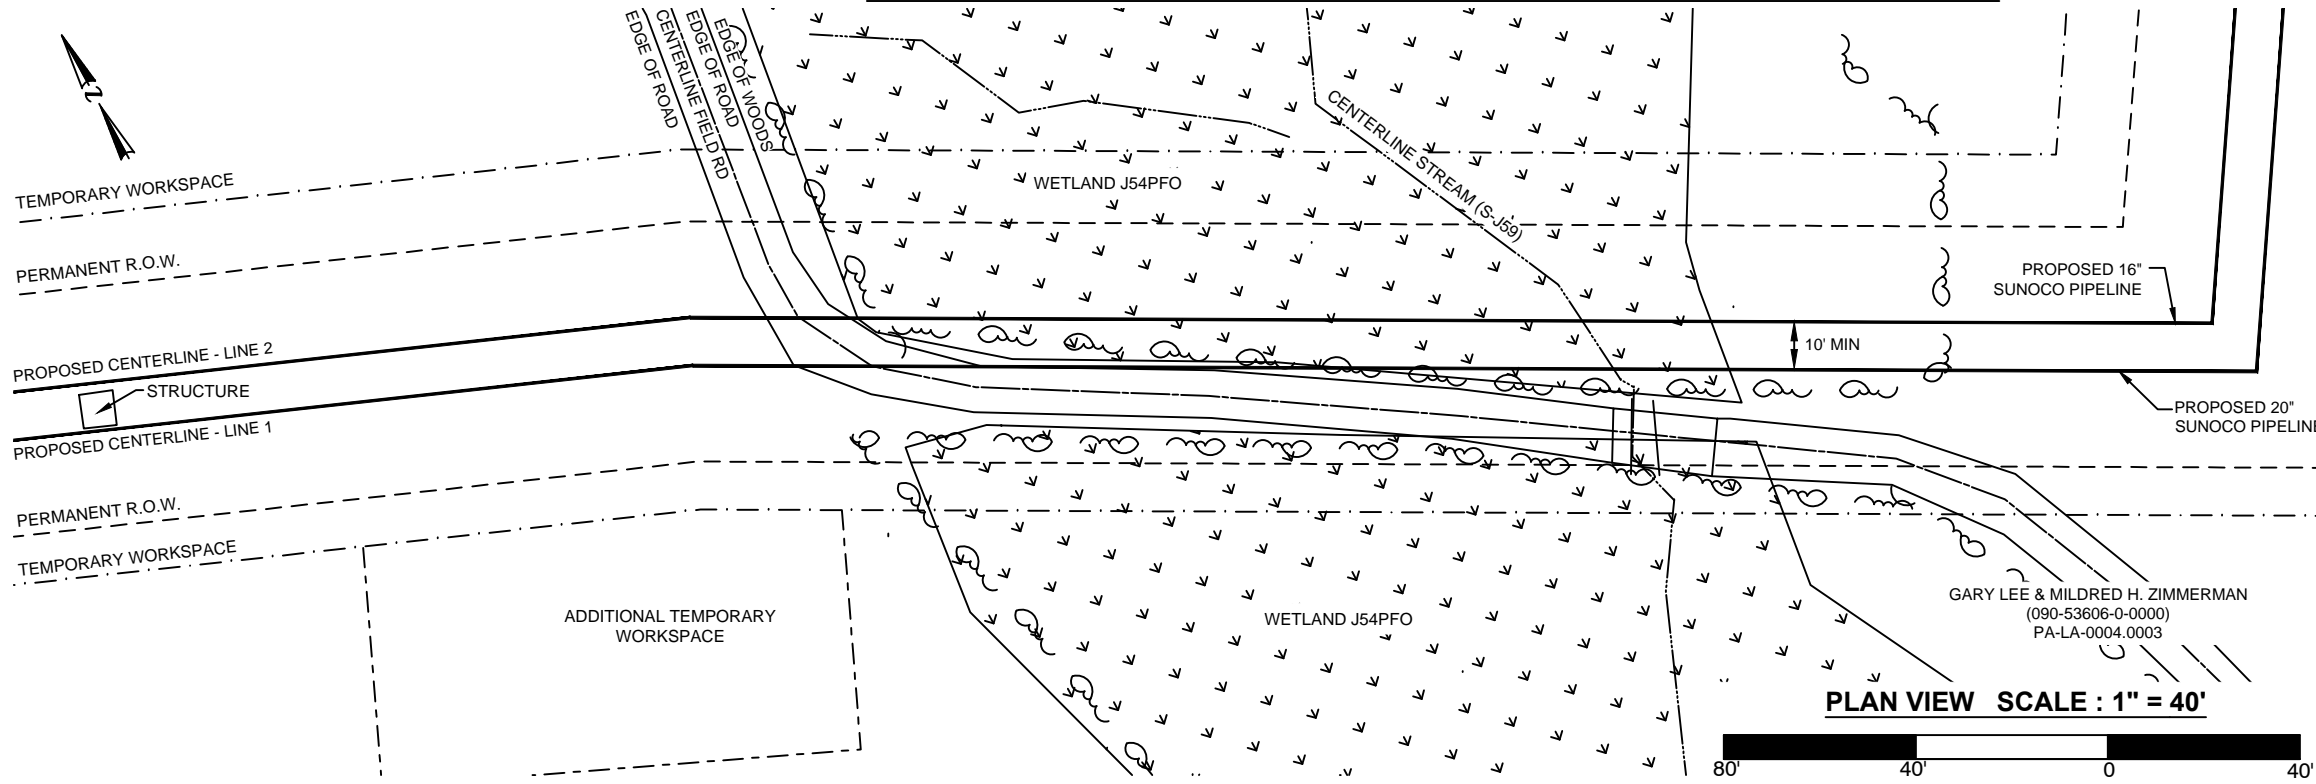 EDGE OF ROAD
CENTERLINE FIELD RD
EDGE OF ROAD
EDGE OF WOODS
N
TEMPORARY WORKSPACE
WETLAND J54PFO
CENTERLINE STREAM (S-J59)
PERMANENT R.O.W.
PROPOSED 16"
SUNOCO PIPELINE
PROPOSED CENTERLINE - LINE 2
10' MIN
STRUCTURE
PROPOSED CENTERLINE - LINE 1
PROPOSED 20"
SUNOCO PIPELINE
PERMANENT R.O.W.
TEMPORARY WORKSPACE
ADDITIONAL TEMPORARY
WORKSPACE
WETLAND J54PFO
GARY LEE & MILDRED H. ZIMMERMAN
(090-53606-0-0000)
PA-LA-0004.0003
PLAN VIEW SCALE : 1" = 40'
80' 40' 0 40'